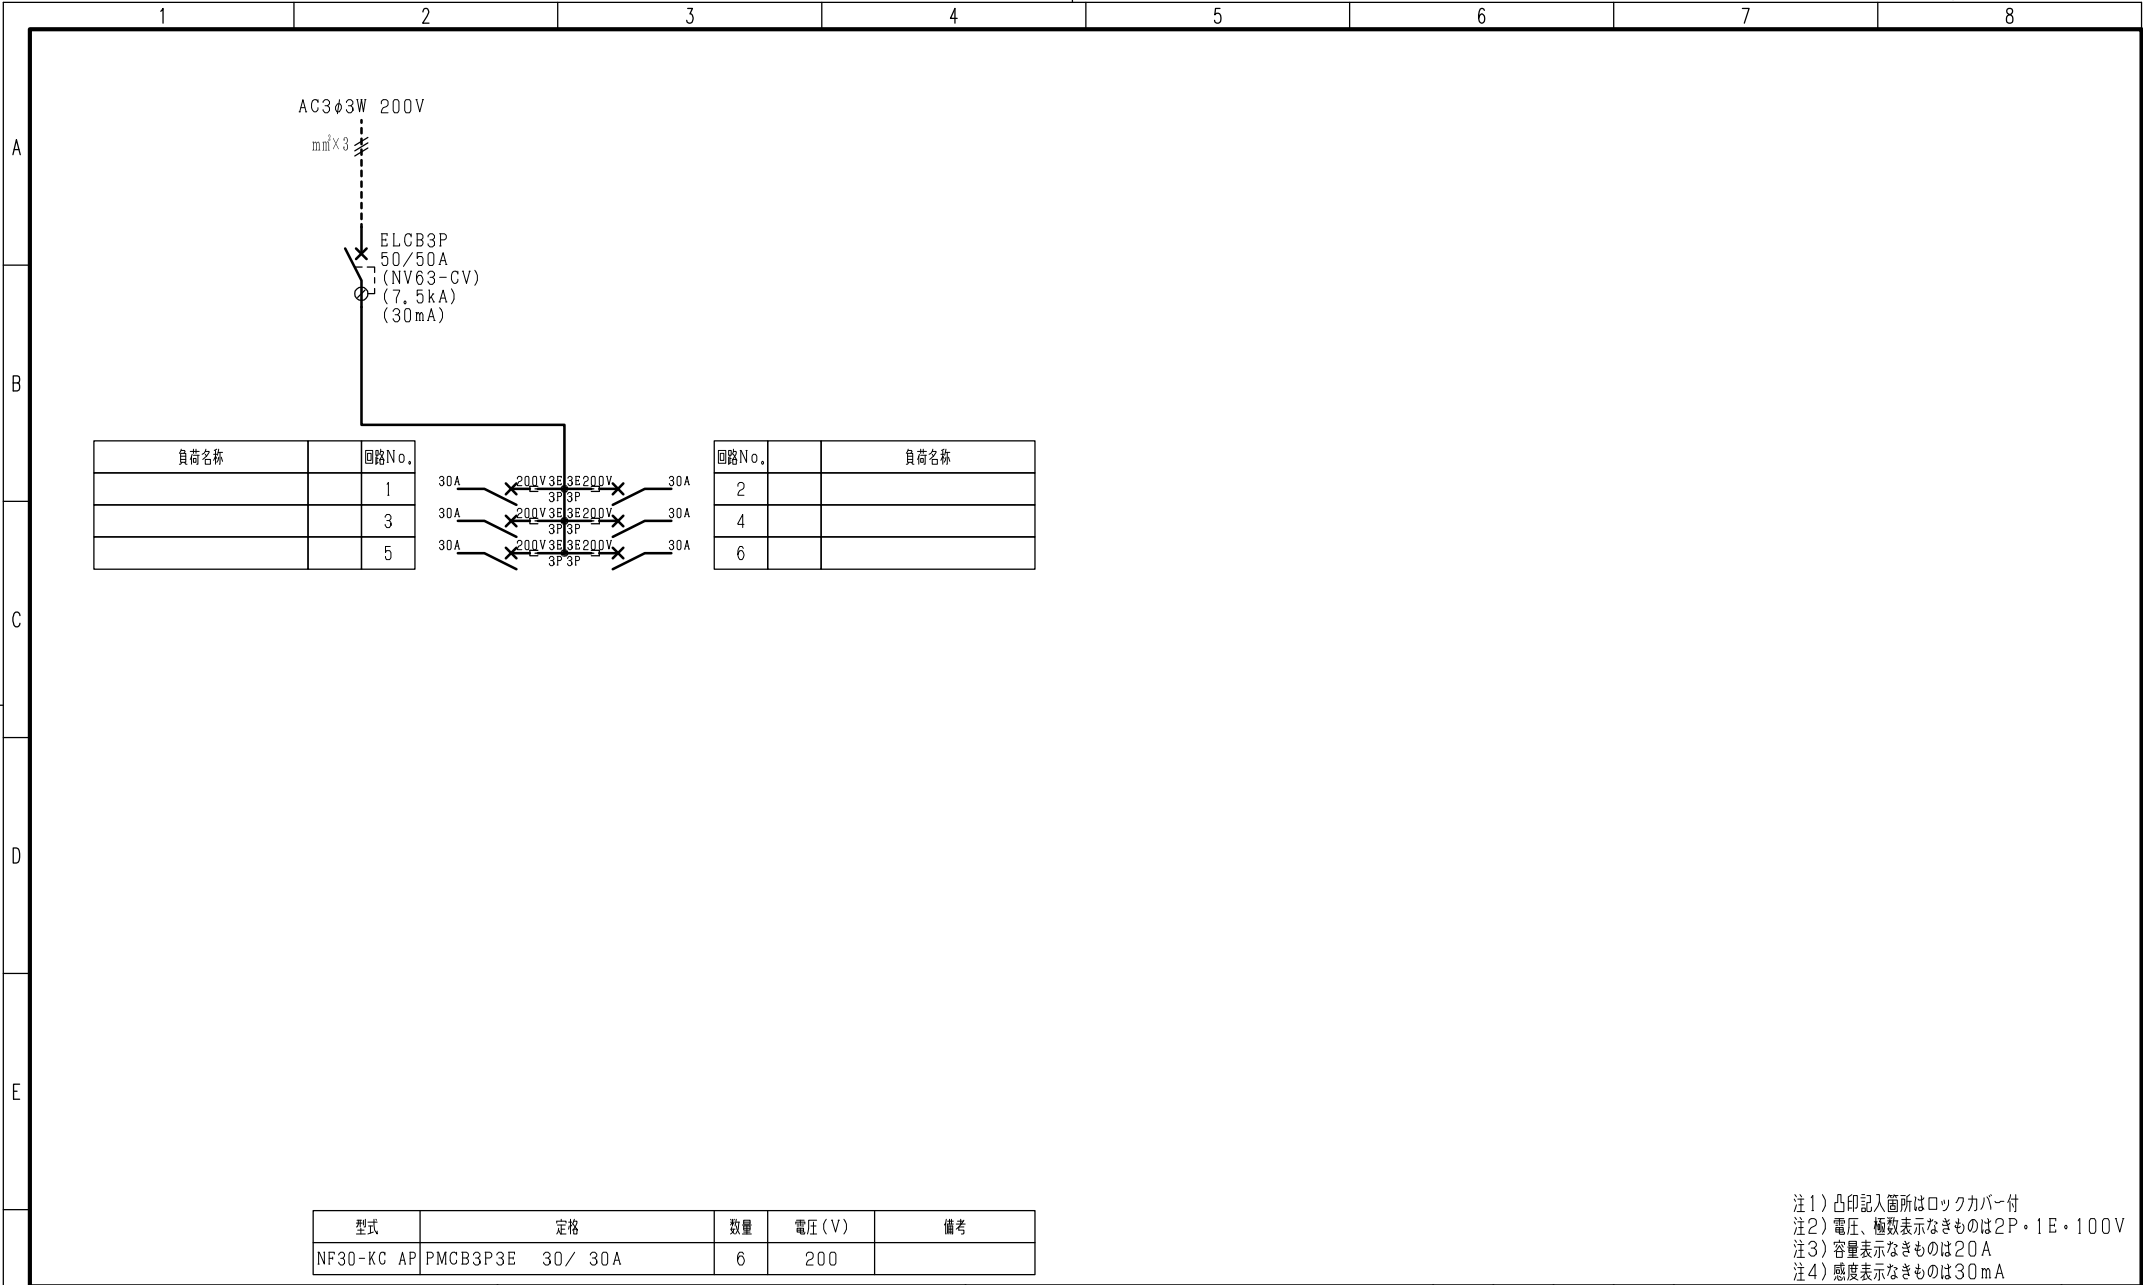 1 2 3 4 5 6 7 8
A
B
C
D
E
AC3φ3W 200V
mm²×3
ELCB3P
50/50A
(NV63-CV)
(7.5kA)
(30mA)
負荷名称 回路No.
1
3
5
30A 200V3E 3E200V 30A
3P 3P
30A 200V3E 3E200V 30A
3P 3P
30A 200V3E 3E200V 30A
3P 3P
回路No. 負荷名称
2
4
6
型式 定格 数量 電圧(V) 備考
NF30-KC AP PMCB3P3E 30/ 30A 6 200
注1)凸印記入箇所はロックカバー付
注2)電圧、極数表示なきものは2P・1E・100V
注3)容量表示なきものは20A
注4)感度表示なきものは30mA